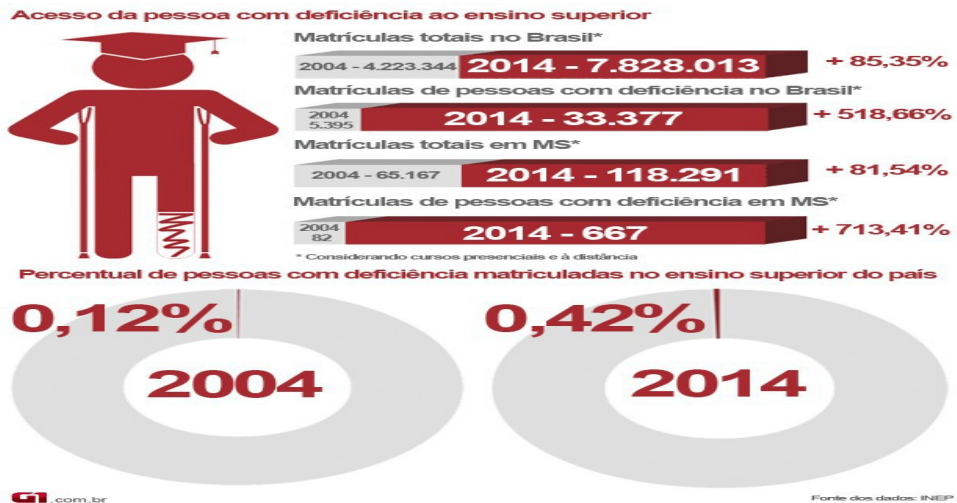 Acesso da pessoa com deficiência ao ensino superior
Matrículas totais no Brasil*
2004 - 4.223.344 2014 - 7.828.013 + 85,35%
Matrículas de pessoas com deficiência no Brasil*
2004 5.395 2014 - 33.377 + 518,66%
Matrículas totais em MS*
2004 - 65.167 2014 - 118.291 + 81,54%
Matrículas de pessoas com deficiência em MS*
2004 82 2014 - 667 + 713,41%
* Considerando cursos presenciais e à distância
Percentual de pessoas com deficiência matriculadas no ensino superior do país
0,12% 0,42%
2004 2014
G1.com.br Fonte dos dados: INEP